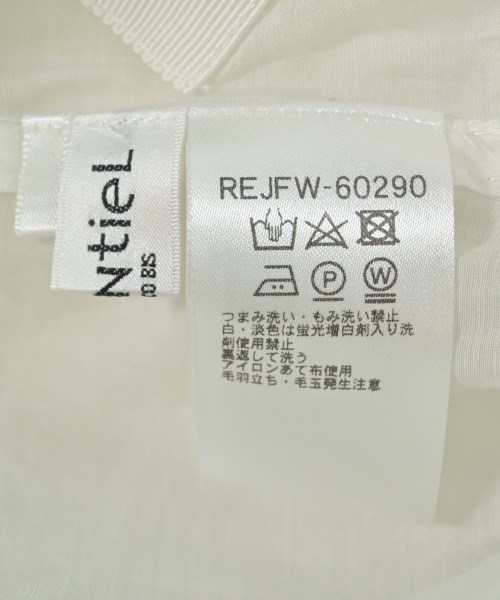 NtieL
REJFW-60290
P W
つまみ洗い・もみ洗い禁止
白・淡色は蛍光増白剤入り洗
剤使用禁止
裏返して洗う
アイロンあて布使用
毛羽立ち・毛玉発生注意